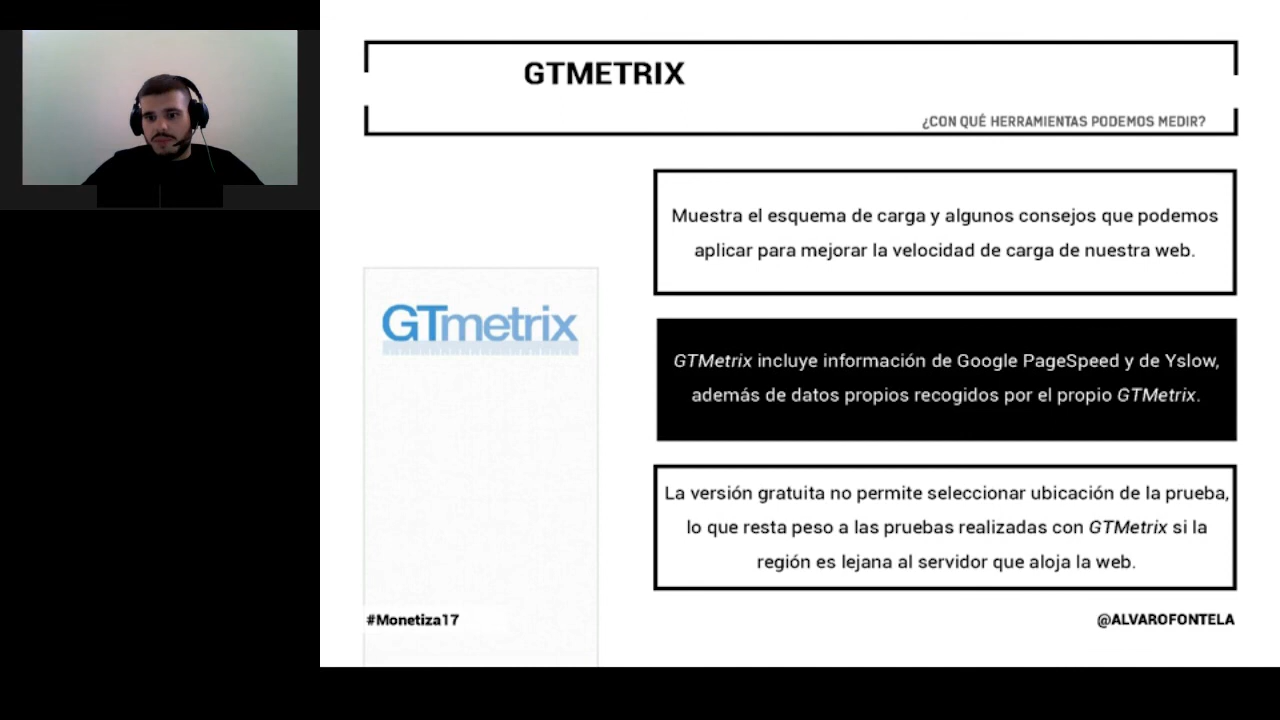 GTMETRIX
¿CON QUÉ HERRAMIENTAS PODEMOS MEDIR?
Muestra el esquema de carga y algunos consejos que podemos
aplicar para mejorar la velocidad de carga de nuestra web.
GTmetrix
GTMetrix incluye información de Google PageSpeed y de Yslow,
además de datos propios recogidos por el propio GTMetrix.
La versión gratuita no permite seleccionar ubicación de la prueba,
lo que resta peso a las pruebas realizadas con GTMetrix si la
región es lejana al servidor que aloja la web.
#Monetiza17
@ALVAROFONTELA